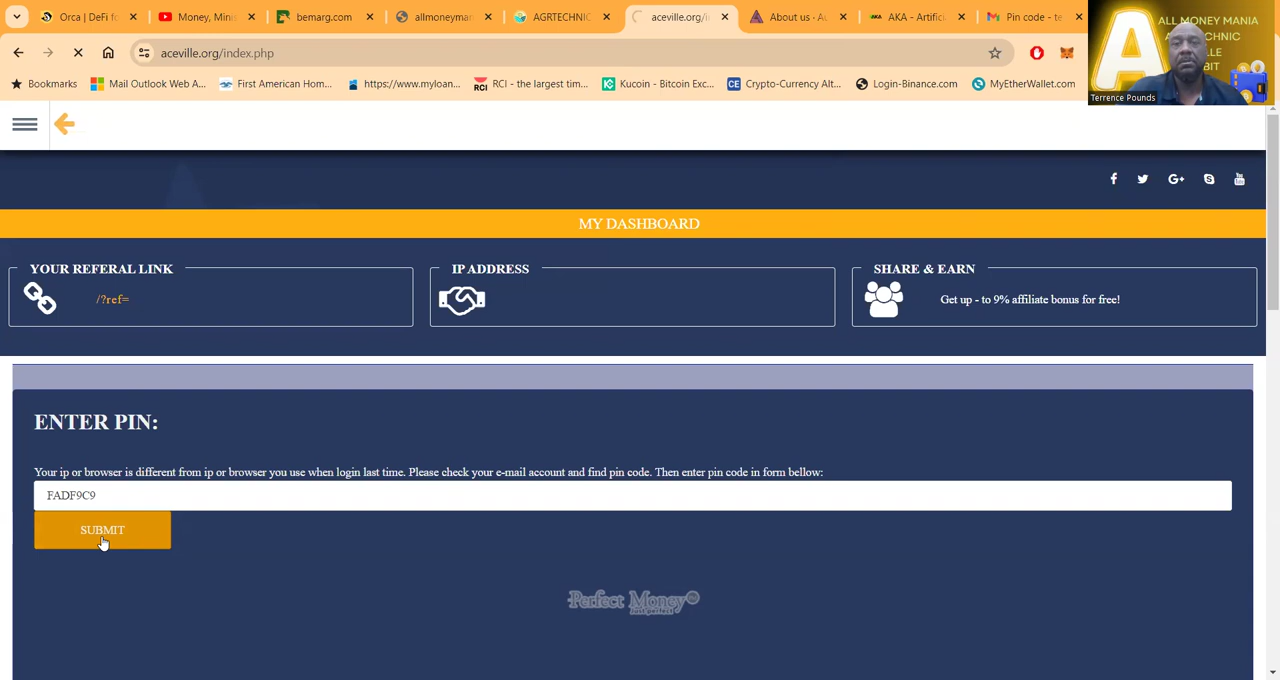 Orca | DeFi fo
Money, Mini
bemarg.com
allmoneymar
AGRTECHNIC
aceville.org/i
About us · A
AKA - Artific
Pin code - te
aceville.org/index.php
Bookmarks
Mail Outlook Web A...
First American Hom...
https://www.myloan...
RCI - the largest tim...
Kucoin - Bitcoin Exc...
Crypto-Currency Alt...
Login-Binance.com
MyEtherWallet.com
ALL MONEY MANIA
Terrence Pounds
MY DASHBOARD
YOUR REFERAL LINK
/?ref=
IP ADDRESS
SHARE & EARN
Get up - to 9% affiliate bonus for free!
ENTER PIN:
Your ip or browser is different from ip or browser you use when login last time. Please check your e-mail account and find pin code. Then enter pin code in form bellow:
FADF9C9
SUBMIT
Perfect Money